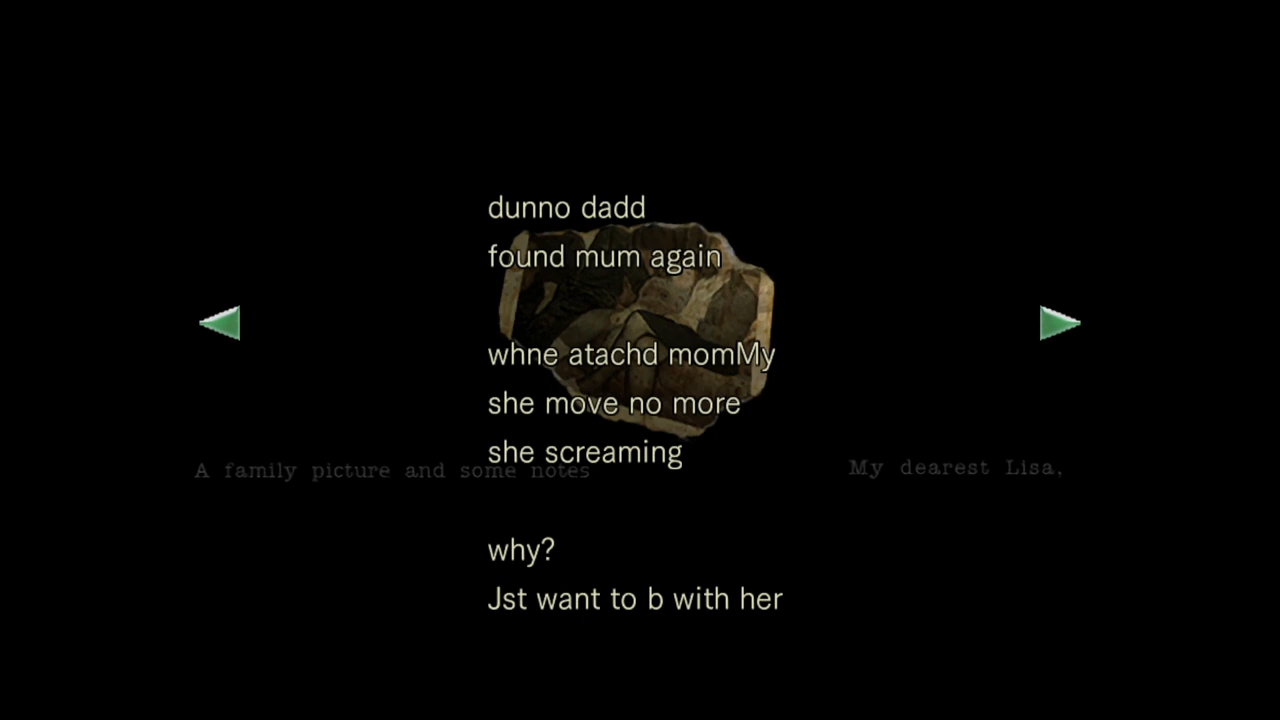 dunno dadd
found mum again
whne atachd momMy
she move no more
she screaming
A family picture and some notes
My dearest Lisa,
why?
Jst want to b with her